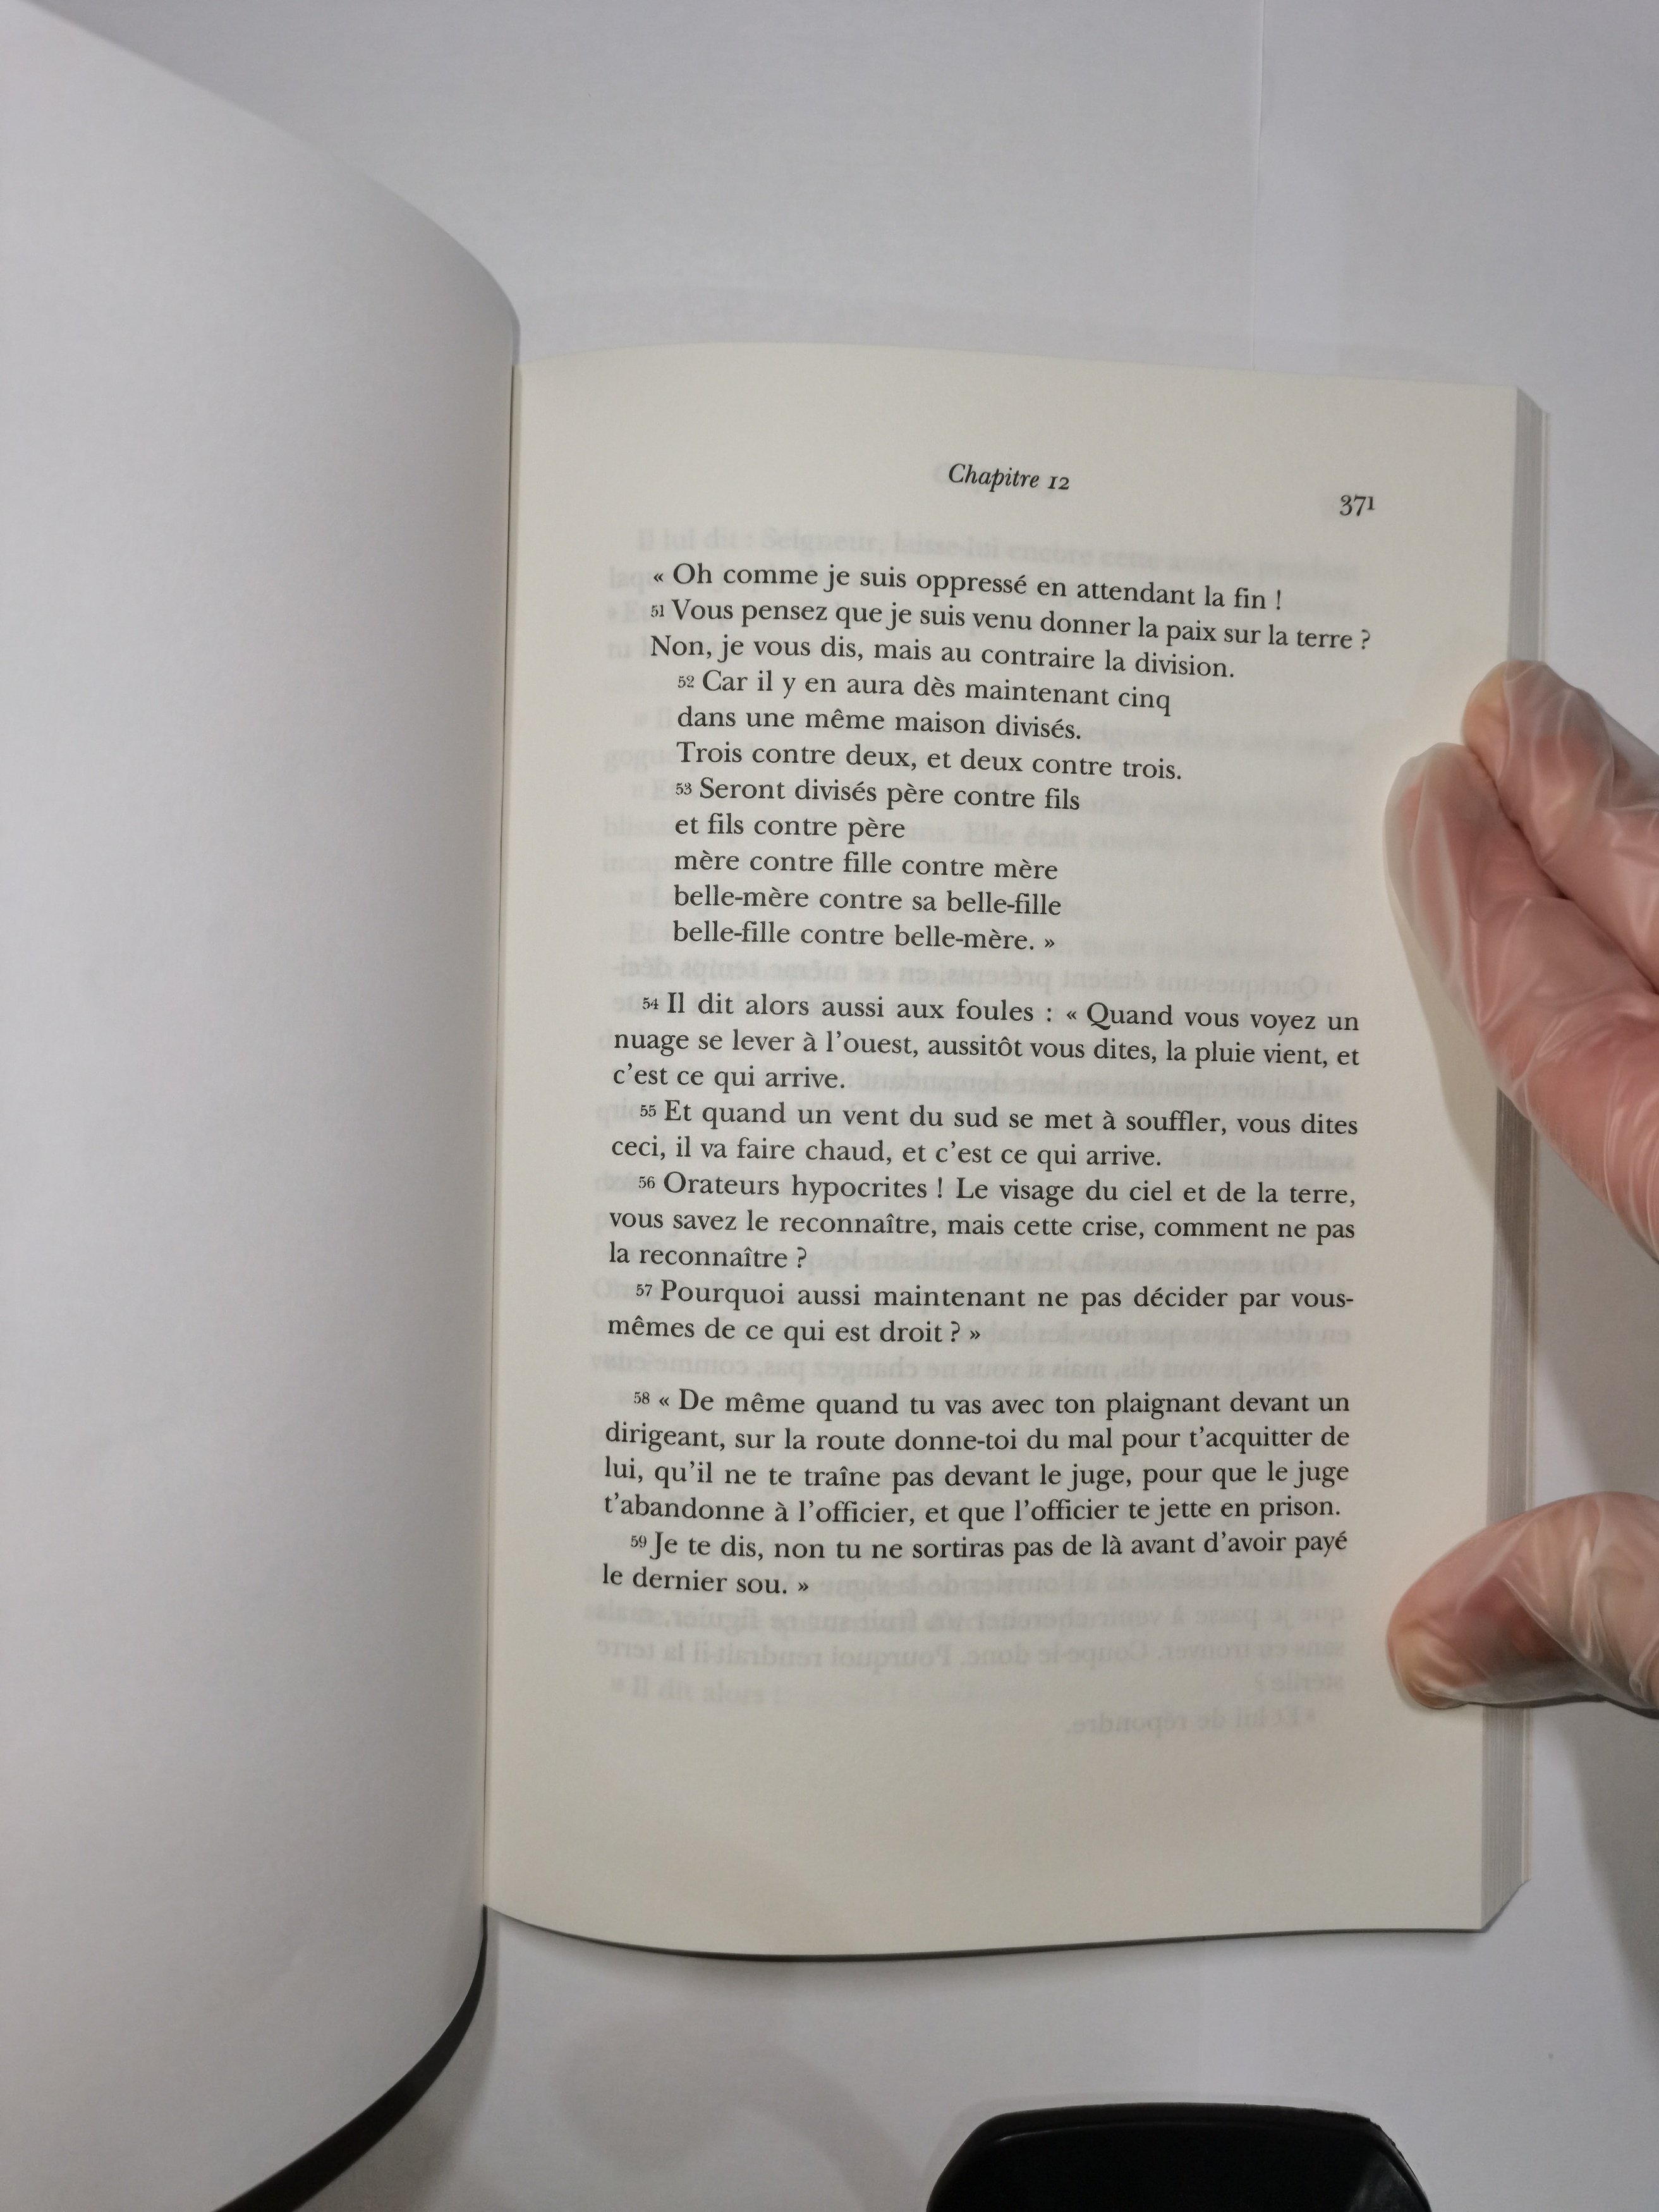 Chapitre 12
371
« Oh comme je suis oppressé en attendant la fin !
51 Vous pensez que je suis venu donner la paix sur la terre ?
Non, je vous dis, mais au contraire la division.
52 Car il y en aura dès maintenant cinq
dans une même maison divisés.
Trois contre deux, et deux contre trois.
53 Seront divisés père contre fils
et fils contre père
mère contre fille contre mère
belle-mère contre sa belle-fille
belle-fille contre belle-mère. »
54 Il dit alors aussi aux foules : « Quand vous voyez un
nuage se lever à l’ouest, aussitôt vous dites, la pluie vient, et
c’est ce qui arrive.
55 Et quand un vent du sud se met à souffler, vous dites
ceci, il va faire chaud, et c’est ce qui arrive.
56 Orateurs hypocrites ! Le visage du ciel et de la terre,
vous savez le reconnaître, mais cette crise, comment ne pas
la reconnaître ?
57 Pourquoi aussi maintenant ne pas décider par vous-
mêmes de ce qui est droit ? »
58 « De même quand tu vas avec ton plaignant devant un
dirigeant, sur la route donne-toi du mal pour t’acquitter de
lui, qu’il ne te traîne pas devant le juge, pour que le juge
t’abandonne à l’officier, et que l’officier te jette en prison.
59 Je te dis, non tu ne sortiras pas de là avant d’avoir payé
le dernier sou. »